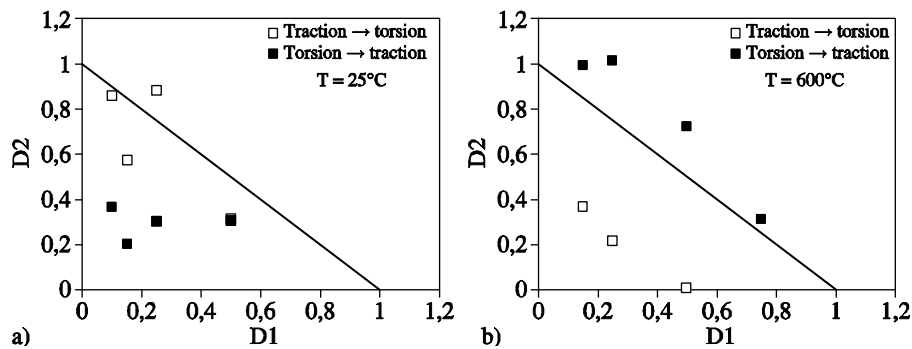 1,2
1
0,8
0,6
0,4
0,2
0
D2
Traction → torsion
Torsion → traction
T = 25°C
0 0,2 0,4 0,6 0,8 1 1,2
D1
a)
1,2
1
0,8
0,6
0,4
0,2
0
D2
Traction → torsion
Torsion → traction
T = 600°C
0 0,2 0,4 0,6 0,8 1 1,2
D1
b)